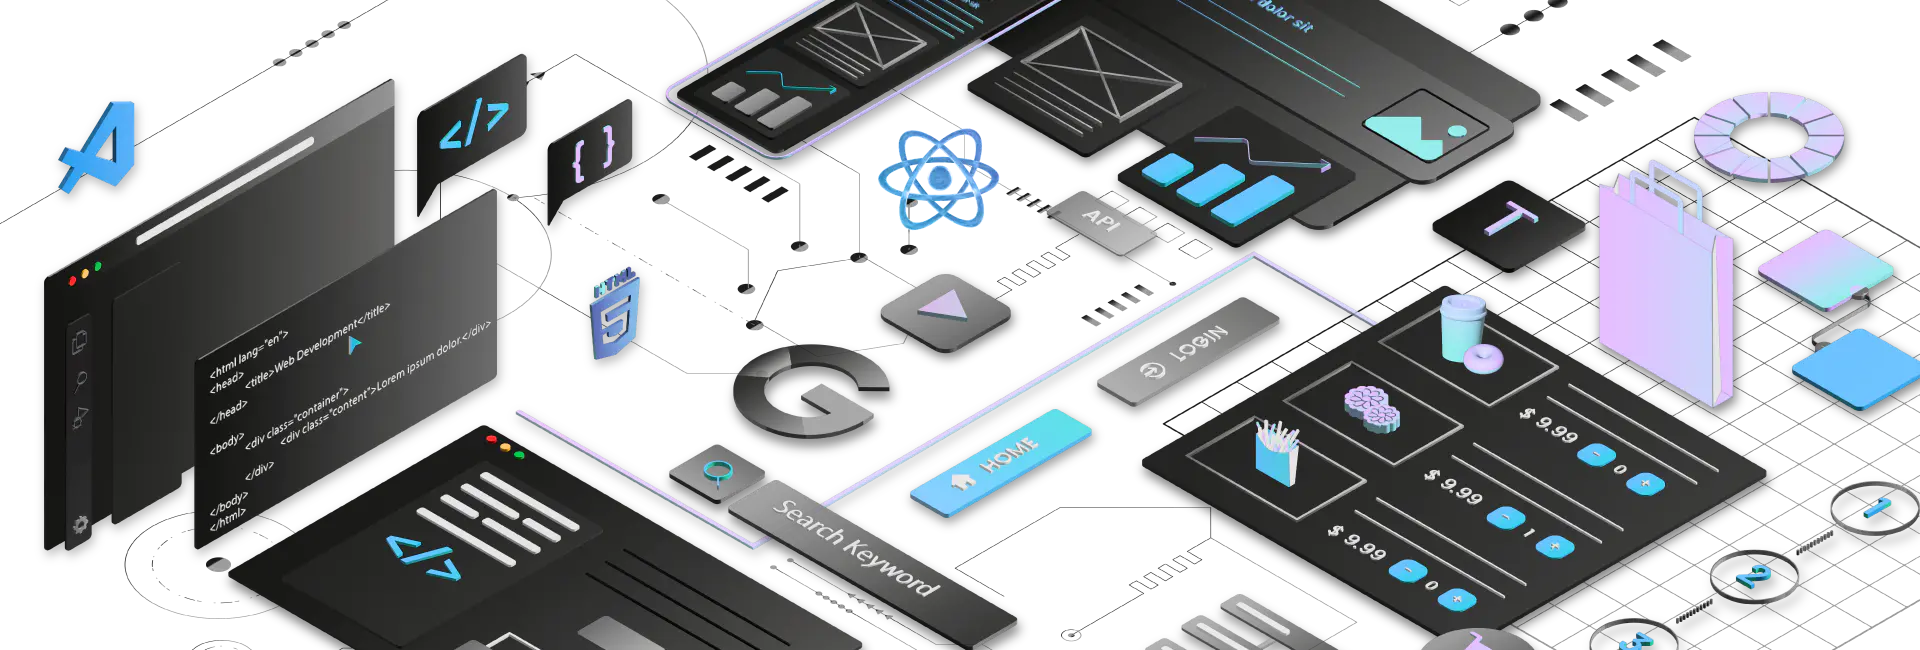 dolor sit
</>
{ }
API
T
<html lang="en">
<head>
<title>Web Development</title>
</head>
<body>
<div class="container">
<div class="content">Lorem ipsum dolor.</div>
</div>
</body>
</html>
HTML
5
G
LOGIN
HOME
Search Keyword
</>
$ 9.99
- 0 +
$ 9.99
- 1 +
$ 9.99
- 0 +
1
2
3